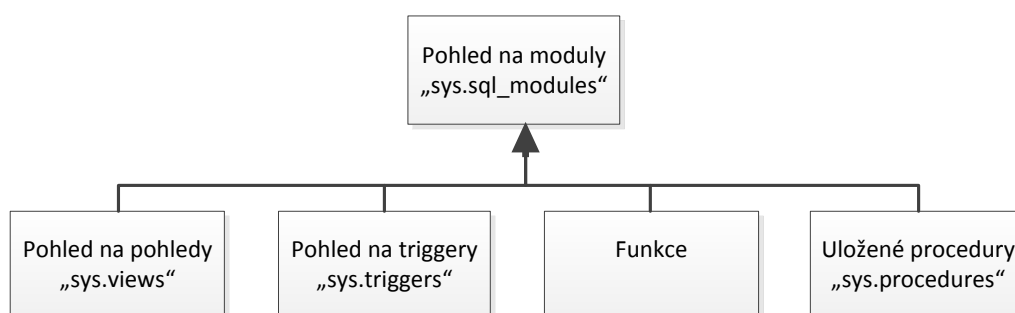 Pohled na moduly
„sys.sql_modules“
Pohled na pohledy
„sys.views“
Pohled na triggery
„sys.triggers“
Funkce
Uložené procedury
„sys.procedures“